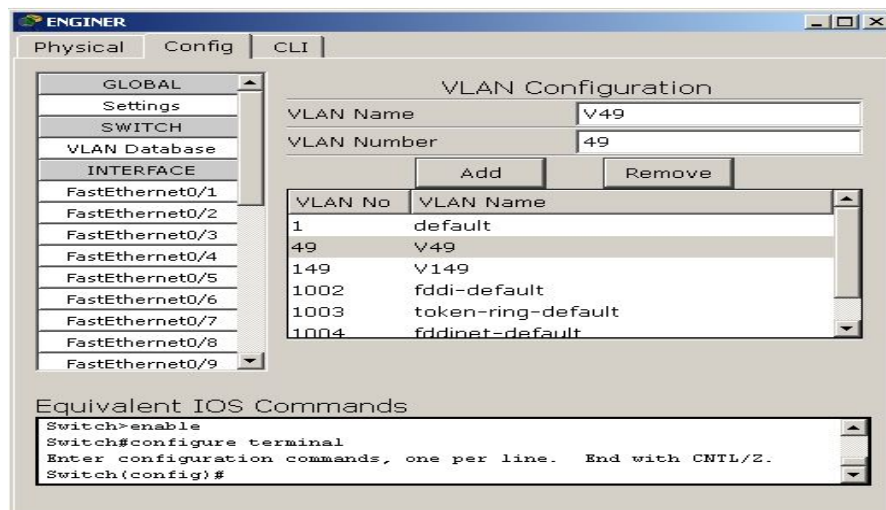 ENGINER
Physical Config CLI
GLOBAL
Settings
SWITCH
VLAN Database
INTERFACE
FastEthernet0/1
FastEthernet0/2
FastEthernet0/3
FastEthernet0/4
FastEthernet0/5
FastEthernet0/6
FastEthernet0/7
FastEthernet0/8
FastEthernet0/9
VLAN Configuration
VLAN Name V49
VLAN Number 49
Add Remove
VLAN No VLAN Name
1 default
49 V49
149 V149
1002 fddi-default
1003 token-ring-default
1004 fddinet-default
Equivalent IOS Commands
Switch>enable
Switch#configure terminal
Enter configuration commands, one per line. End with CNTL/Z.
Switch(config)#